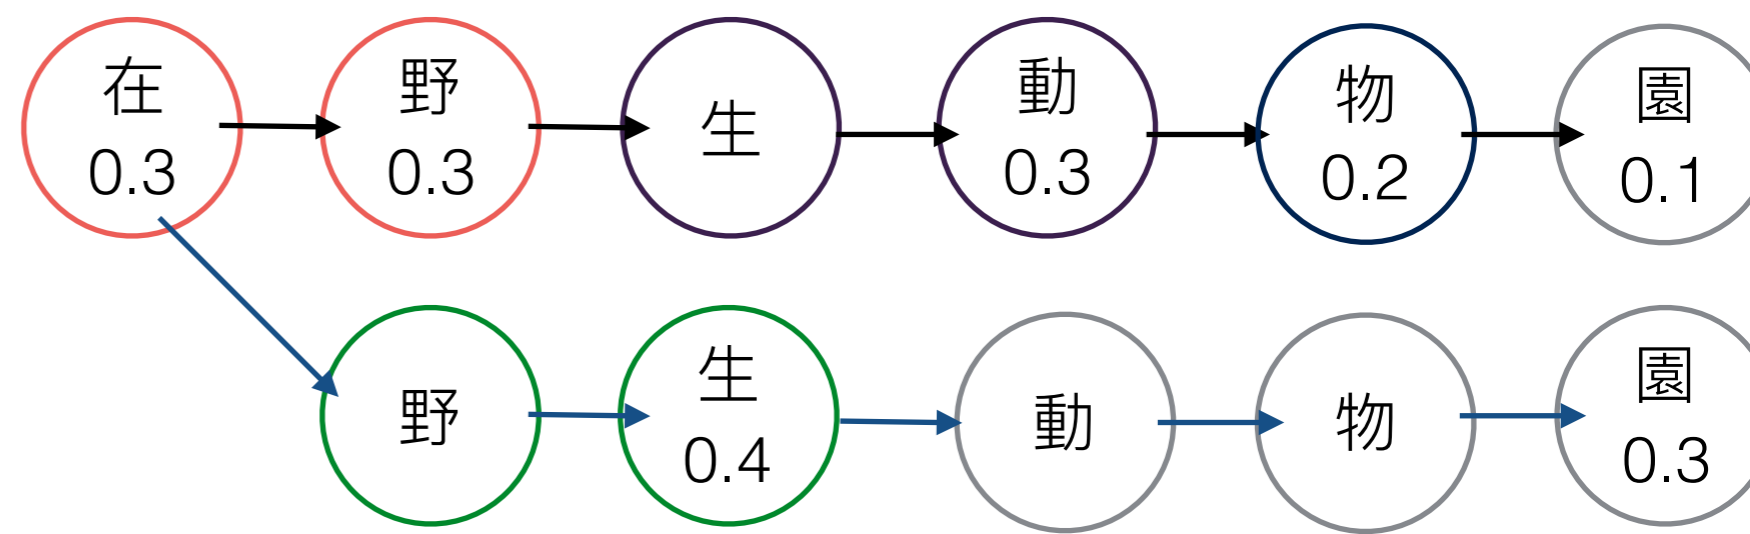 在 野 生 動 物 園
0.3 0.3 0.3 0.2 0.1
野 生 動 物 園
0.4 0.3